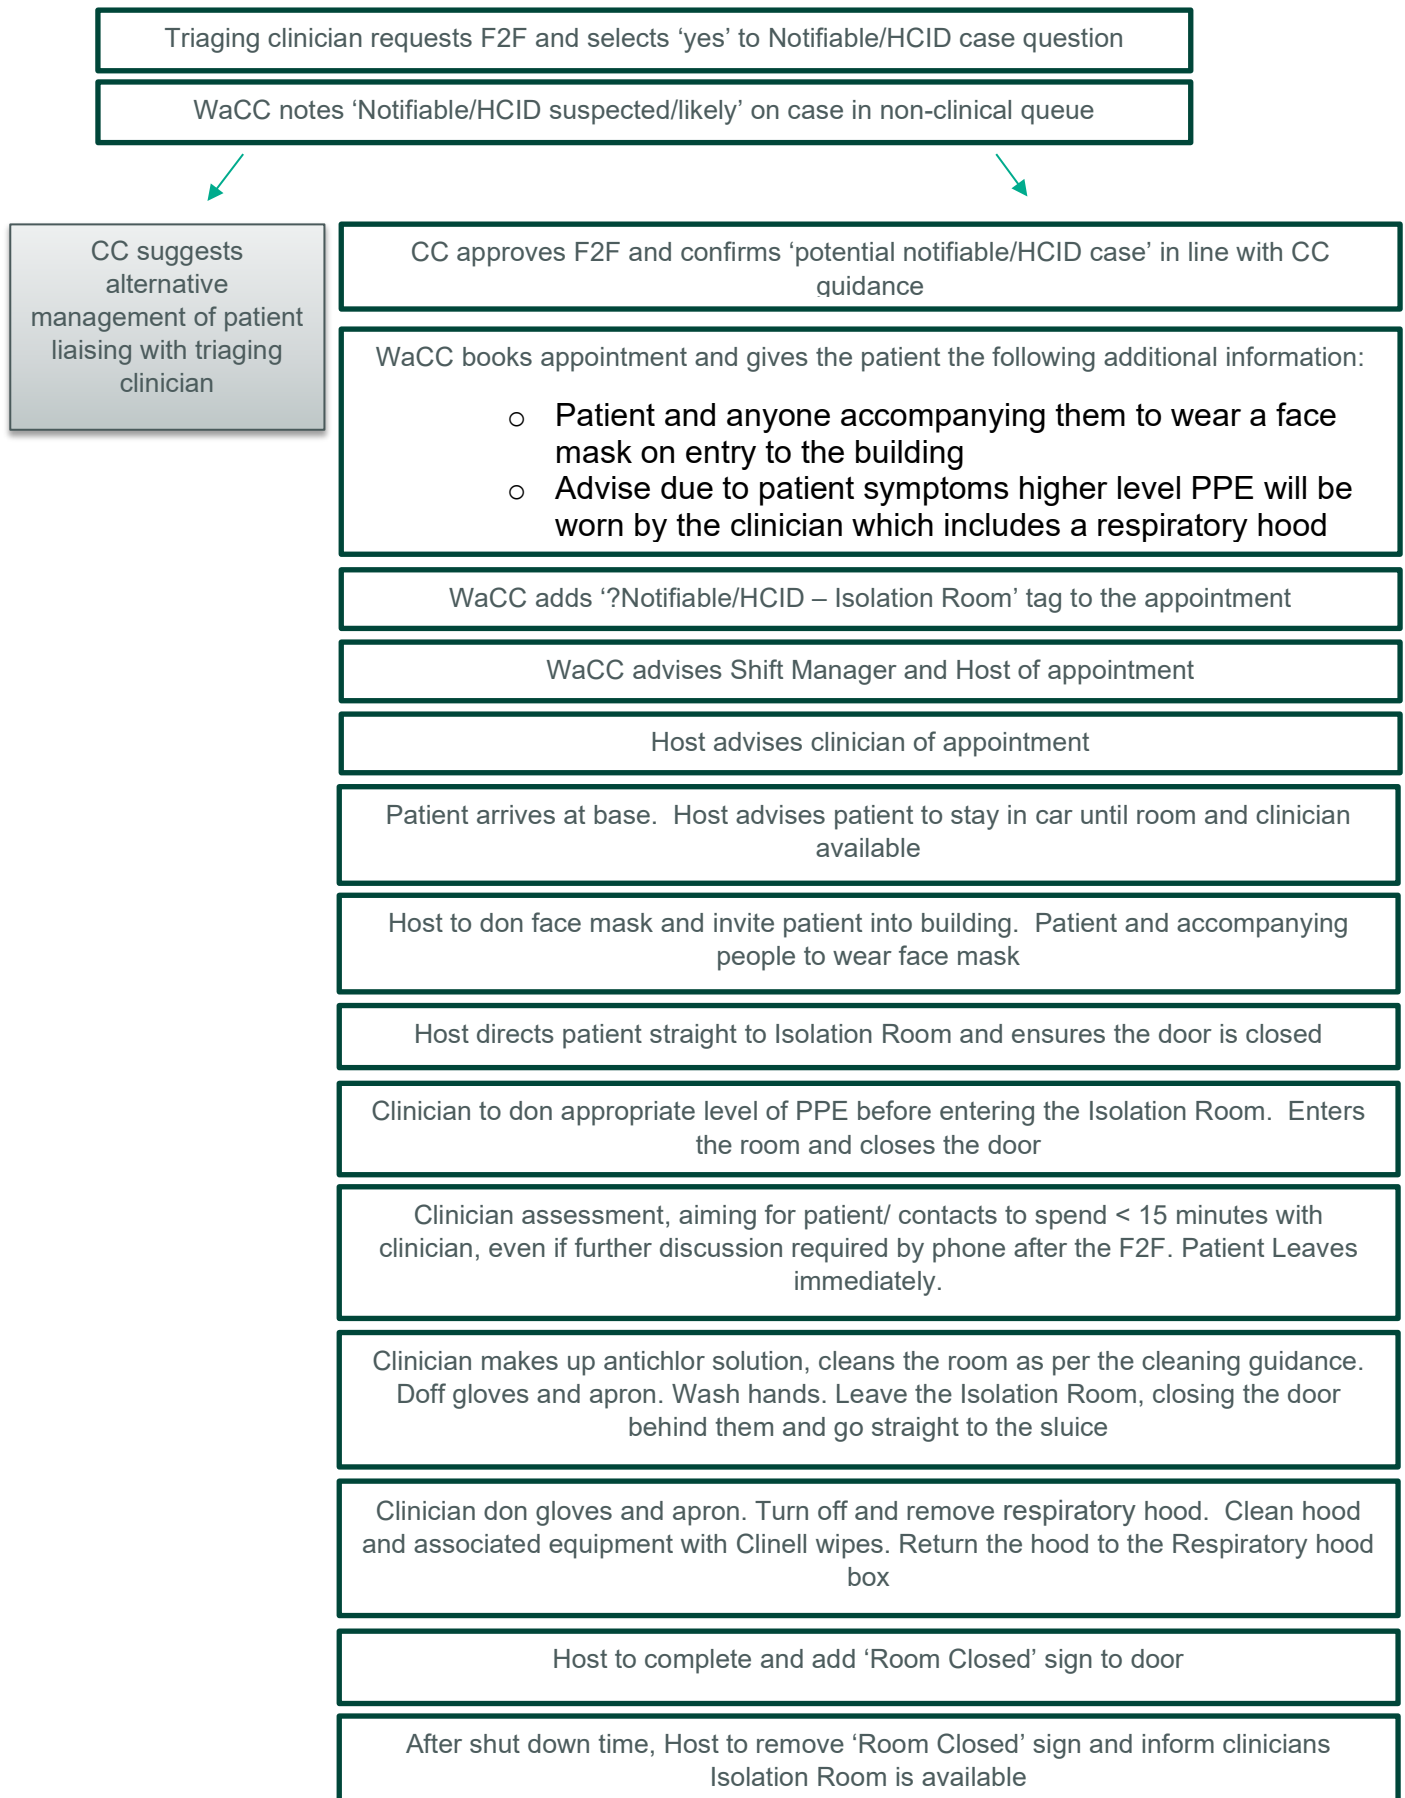 Triaging clinician requests F2F and selects ‘yes’ to Notifiable/HCID case question
WaCC notes ‘Notifiable/HCID suspected/likely’ on case in non-clinical queue
CC suggests
alternative
management of patient
liaising with triaging
clinician
CC approves F2F and confirms ‘potential notifiable/HCID case’ in line with CC
guidance
WaCC books appointment and gives the patient the following additional information:
o Patient and anyone accompanying them to wear a face
mask on entry to the building
o Advise due to patient symptoms higher level PPE will be
worn by the clinician which includes a respiratory hood
WaCC adds ‘?Notifiable/HCID – Isolation Room’ tag to the appointment
WaCC advises Shift Manager and Host of appointment
Host advises clinician of appointment
Patient arrives at base.  Host advises patient to stay in car until room and clinician
available
Host to don face mask and invite patient into building.  Patient and accompanying
people to wear face mask
Host directs patient straight to Isolation Room and ensures the door is closed
Clinician to don appropriate level of PPE before entering the Isolation Room.  Enters
the room and closes the door
Clinician assessment, aiming for patient/ contacts to spend < 15 minutes with
clinician, even if further discussion required by phone after the F2F. Patient Leaves
immediately.
Clinician makes up antichlor solution, cleans the room as per the cleaning guidance.
Doff gloves and apron. Wash hands. Leave the Isolation Room, closing the door
behind them and go straight to the sluice
Clinician don gloves and apron. Turn off and remove respiratory hood.  Clean hood
and associated equipment with Clinell wipes. Return the hood to the Respiratory hood
box
Host to complete and add ‘Room Closed’ sign to door
After shut down time, Host to remove ‘Room Closed’ sign and inform clinicians
Isolation Room is available